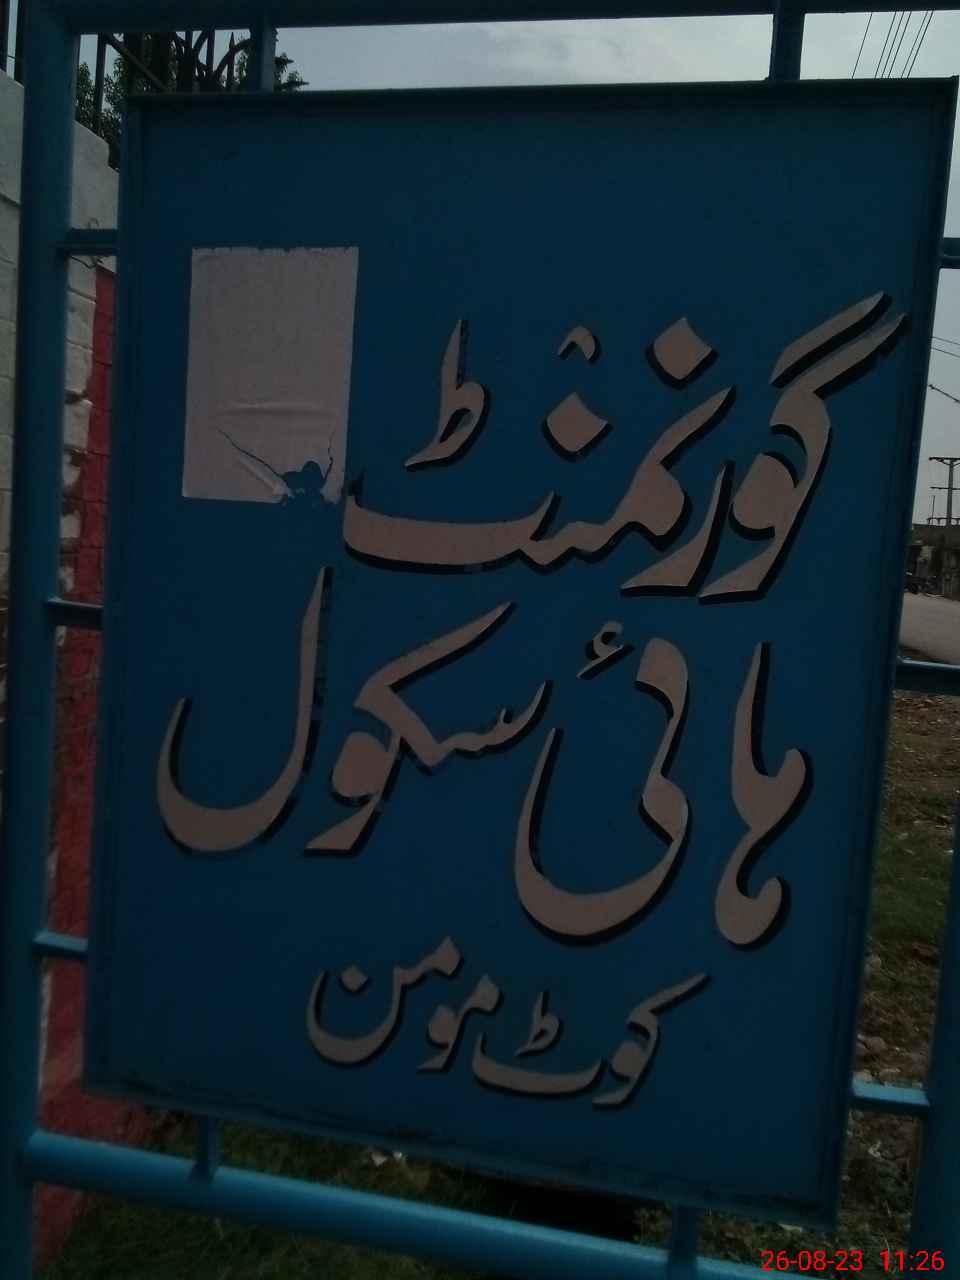 گورنمنٹ
ہائی سکول
کوٹ مومن
26-08-23 11:26